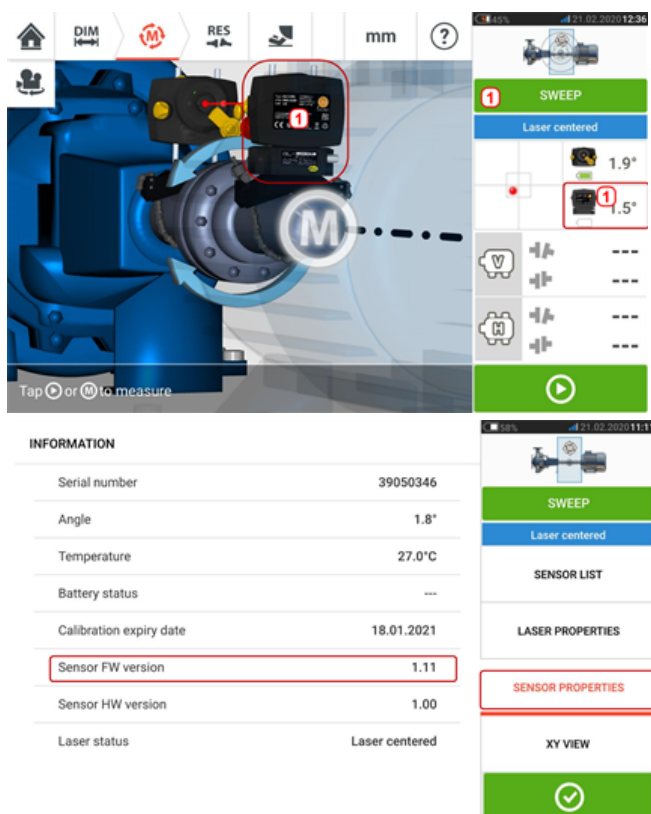 DIM
RES
mm
?
45%
21.02.2020 12:36
1
1
SWEEP
Laser centered
1.9°
1
1.5°
M
V
---
---
H
---
---
Tap or M to measure
INFORMATION
Serial number 39050346
Angle 1.8°
Temperature 27.0°C
Battery status ---
Calibration expiry date 18.01.2021
Sensor FW version 1.11
Sensor HW version 1.00
Laser status Laser centered
58%
21.02.2020 11:11
SWEEP
Laser centered
SENSOR LIST
LASER PROPERTIES
SENSOR PROPERTIES
XY VIEW